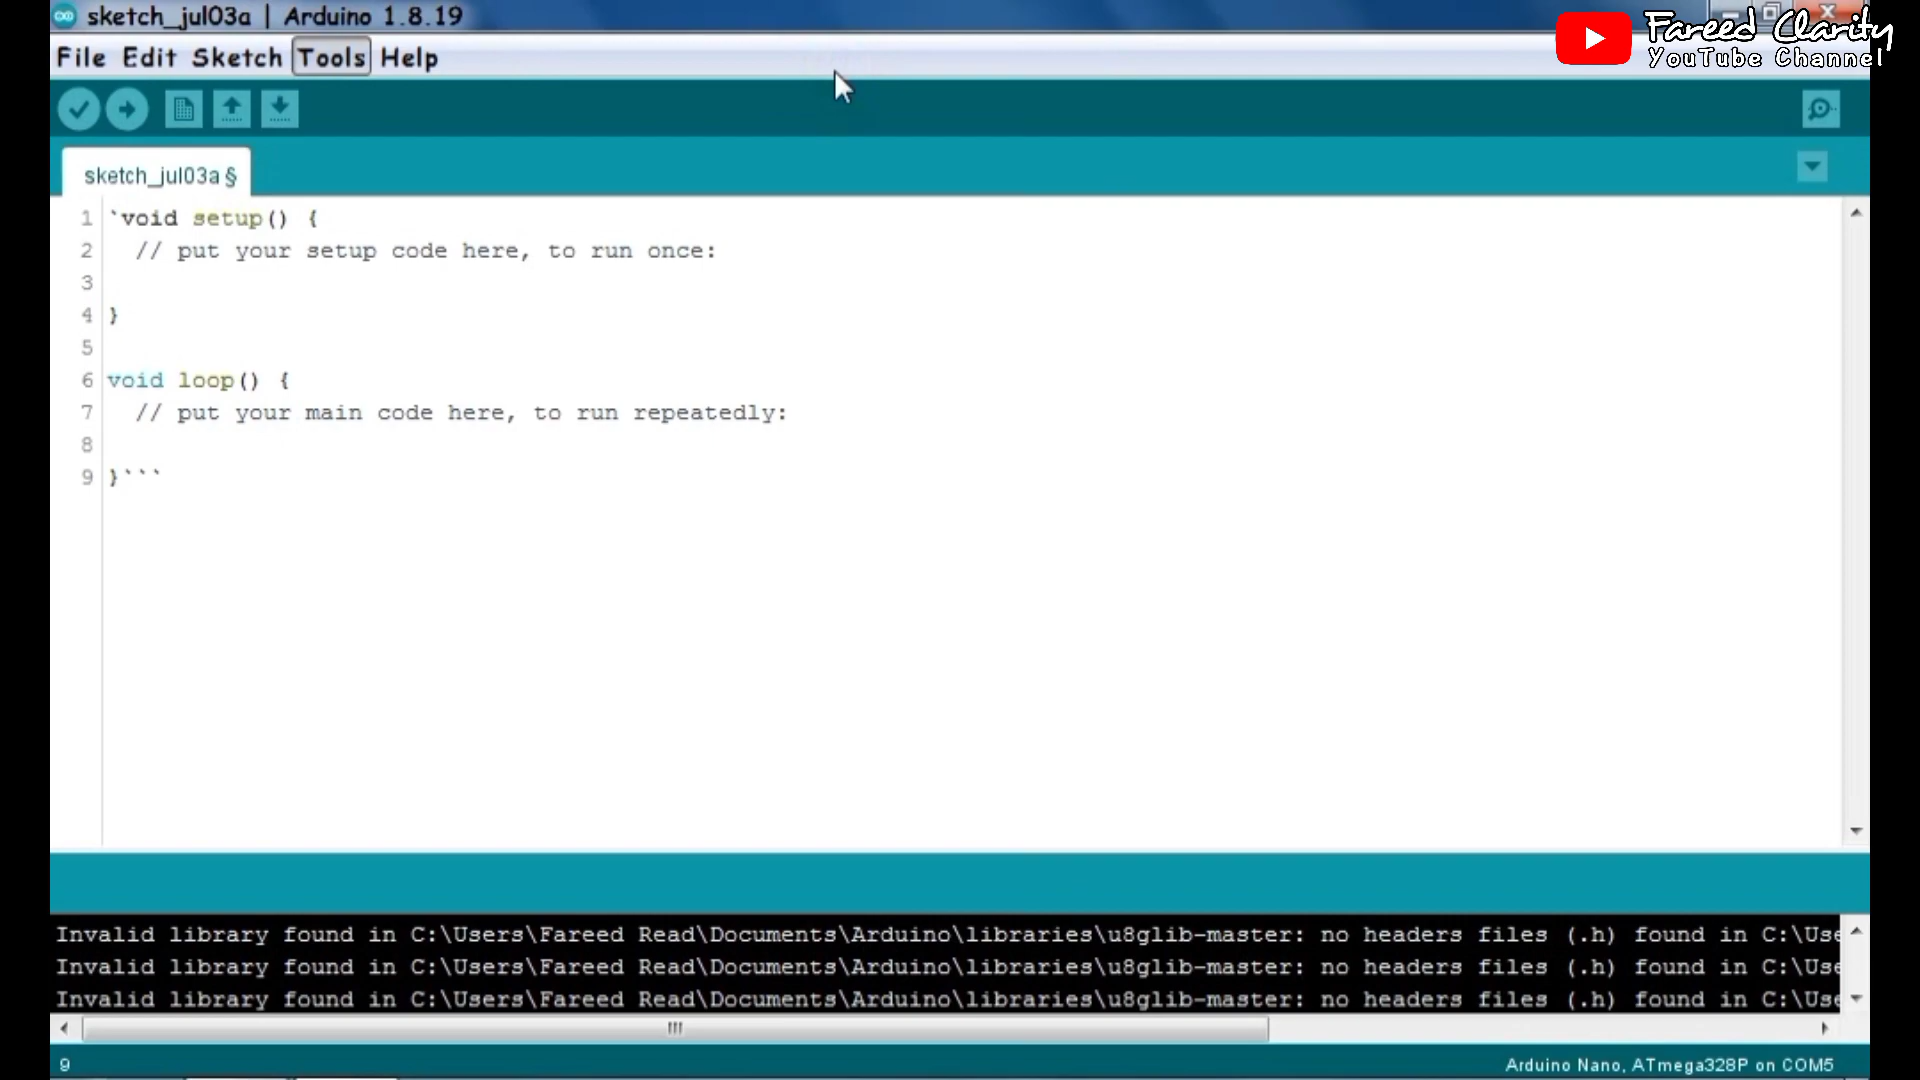 sketch_jul03a | Arduino 1.8.19
Fareed Clarity
YouTube Channel
File Edit Sketch Tools Help
sketch_jul03a §
1 `void setup() {
2   // put your setup code here, to run once:
3
4 }
5
6 void loop() {
7   // put your main code here, to run repeatedly:
8
9 }```
Invalid library found in C:\Users\Fareed Read\Documents\Arduino\libraries\u8glib-master: no headers files (.h) found in C:\Use
Invalid library found in C:\Users\Fareed Read\Documents\Arduino\libraries\u8glib-master: no headers files (.h) found in C:\Use
Invalid library found in C:\Users\Fareed Read\Documents\Arduino\libraries\u8glib-master: no headers files (.h) found in C:\Use
9
Arduino Nano, ATmega328P on COM5